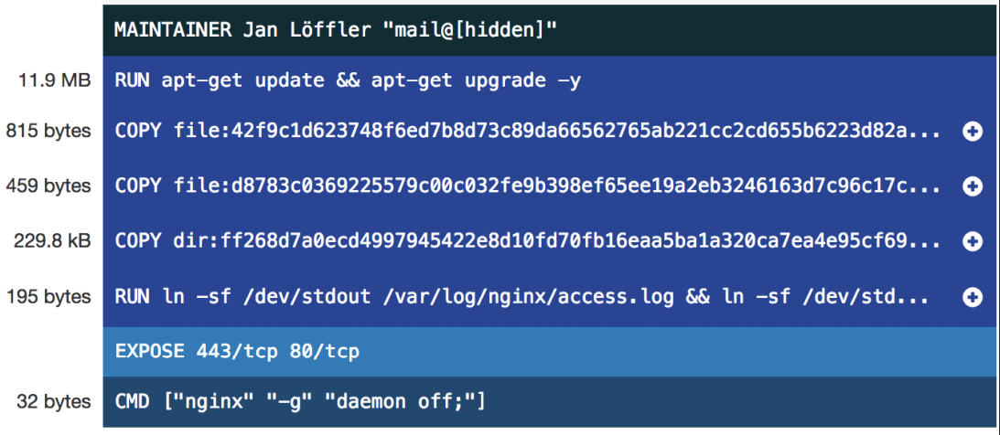 MAINTAINER Jan Löffler "mail@[hidden]"
11.9 MB RUN apt-get update && apt-get upgrade -y
815 bytes COPY file:42f9c1d623748f6ed7b8d73c89da66562765ab221cc2cd655b6223d82a...
459 bytes COPY file:d8783c0369225579c00c032fe9b398ef65ee19a2eb3246163d7c96c17c...
229.8 kB COPY dir:ff268d7a0ecd4997945422e8d10fd70fb16eaa5ba1a320ca7ea4e95cf69...
195 bytes RUN ln -sf /dev/stdout /var/log/nginx/access.log && ln -sf /dev/std...
EXPOSE 443/tcp 80/tcp
32 bytes CMD ["nginx" "-g" "daemon off;"]